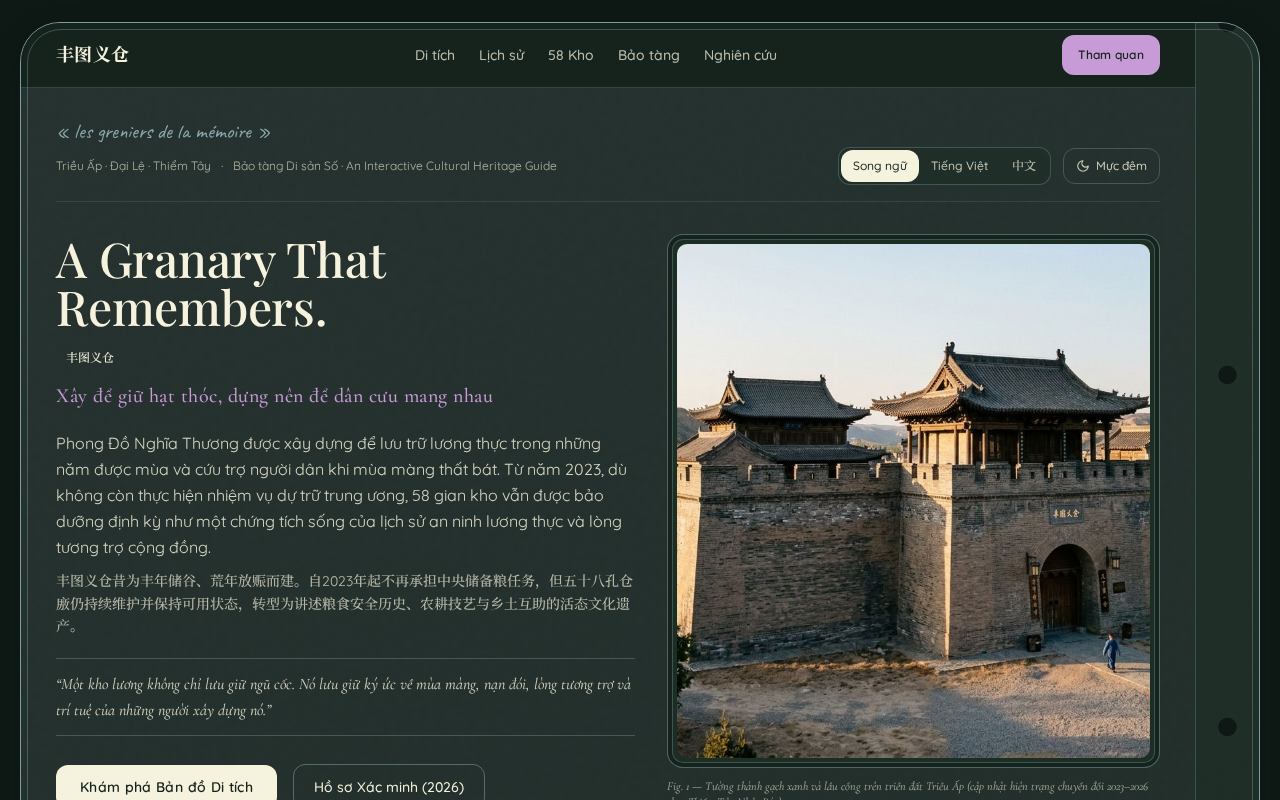 丰图义仓
Di tích
Lịch sử
58 Kho
Bảo tàng
Nghiên cứu
Tham quan
« les greniers de la mémoire »
Triều Ấp · Đại Lệ · Thiểm Tây · Bảo tàng Di sản Số · An Interactive Cultural Heritage Guide
Song ngữ
Tiếng Việt
中文
Mực đêm
A Granary That
Remembers.
丰图义仓
Xây để giữ hạt thóc, dựng nên để dân cưu mang nhau
Phong Đồ Nghĩa Thương được xây dựng để lưu trữ lương thực trong những
năm được mùa và cứu trợ người dân khi mùa màng thất bát. Từ năm 2023, dù
không còn thực hiện nhiệm vụ dự trữ trung ương, 58 gian kho vẫn được bảo
dưỡng định kỳ như một chứng tích sống của lịch sử an ninh lương thực và lòng
tương trợ cộng đồng.
丰图义仓昔为丰年储谷、荒年放赈而建。自2023年起不再承担中央储备粮任务，但五十八孔仓
廒仍持续维护并保持可用状态，转型为讲述粮食安全历史、农耕技艺与乡土互助的活态文化遗
产。
“Một kho lương không chỉ lưu giữ ngũ cốc. Nó lưu giữ ký ức về mùa màng, nạn đói, lòng tương trợ và
trí tuệ của những người xây dựng nó.”
Khám phá Bản đồ Di tích
Hồ sơ Xác minh (2026)
丰图义仓
Fig. 1 — Tường thành gạch xanh và lầu cổng trên triền đất Triều Ấp (cập nhật hiện trạng chuyển đổi 2023–2026